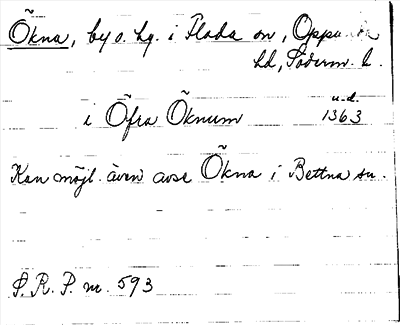 Ökna, by o. hg. i Floda sn, Oppunda
hd, Söderm. l.
u.d.
i Öfra Öknum 1363
Kan möjl. även avse Ökna i Bettna sn.
S. R. P. nr. 593